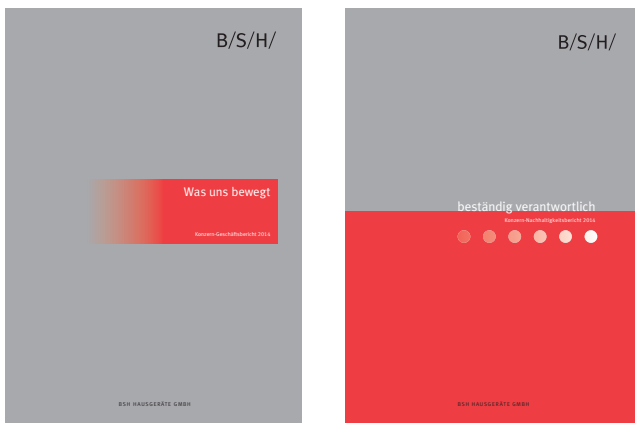 B/S/H/
Was uns bewegt
Konzern-Geschäftsbericht 2014
BSH HAUSGERÄTE GMBH
B/S/H/
beständig verantwortlich
Konzern-Nachhaltigkeitsbericht 2014
BSH HAUSGERÄTE GMBH